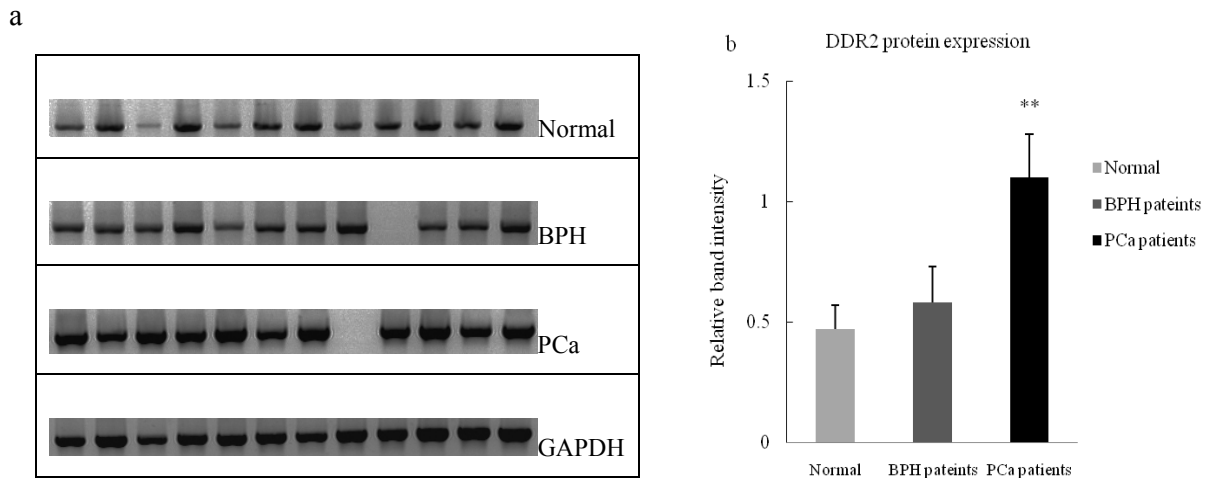 a
Normal
BPH
PCa
GAPDH
b
DDR2 protein expression
Relative band intensity
1.5
1
0.5
0
**
Normal
BPH pateints
PCa patients
Normal
BPH pateints
PCa patients